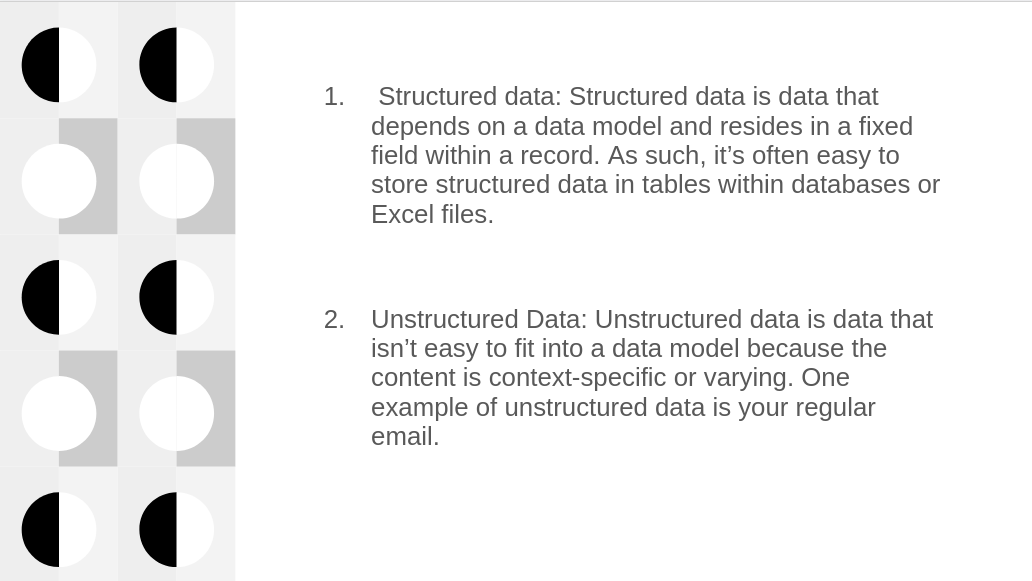 1. Structured data: Structured data is data that
depends on a data model and resides in a fixed
field within a record. As such, it’s often easy to
store structured data in tables within databases or
Excel files.
2. Unstructured Data: Unstructured data is data that
isn’t easy to fit into a data model because the
content is context-specific or varying. One
example of unstructured data is your regular
email.